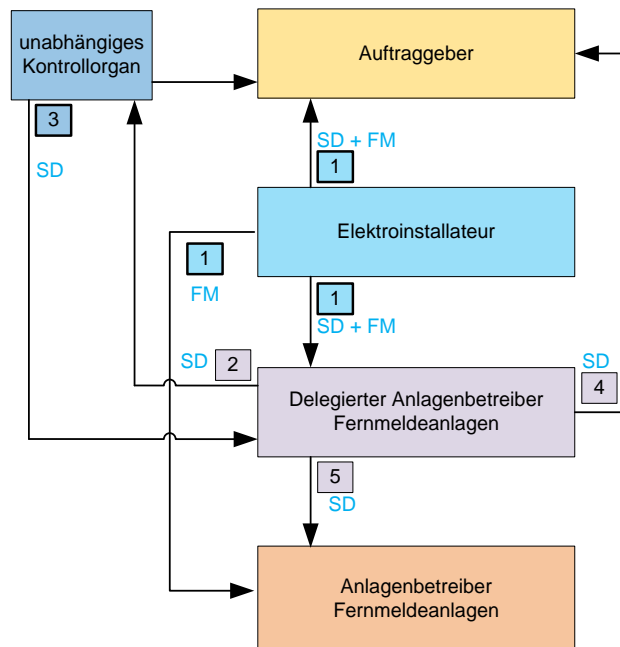 unabhängiges
Kontrollorgan
Auftraggeber
3
SD
SD + FM
1
Elektroinstallateur
1
FM
1
SD + FM
SD
2
SD
4
Delegierter Anlagenbetreiber
Fernmeldeanlagen
5
SD
Anlagenbetreiber
Fernmeldeanlagen